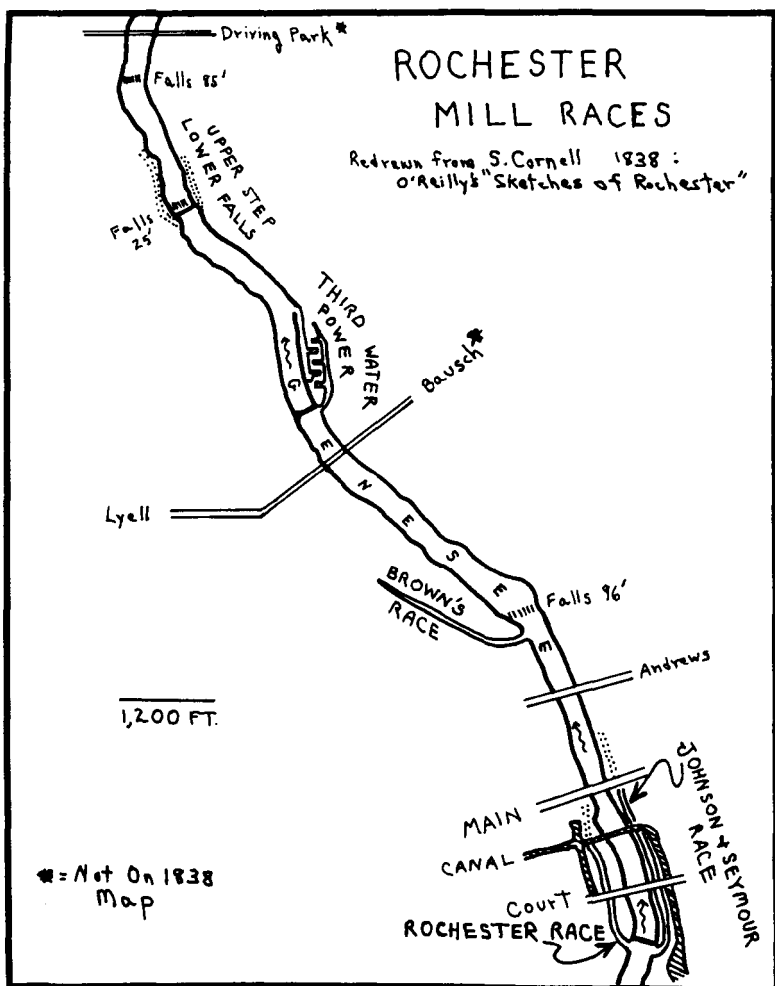 Driving Park*
ROCHESTER
MILL RACES
Redrawn from S. Cornell 1838 :
O'Reilly's "Sketches of Rochester"
Falls 85'
UPPER STEP
LOWER FALLS
Falls
25'
THIRD WATER
POWER
Bausch*
Lyell
GENESEE
BROWN'S
RACE
Falls 96'
Andrews
1,200 FT.
JOHNSON & SEYMOUR
RACE
MAIN
CANAL
Court
ROCHESTER RACE
* = Not On 1838
Map